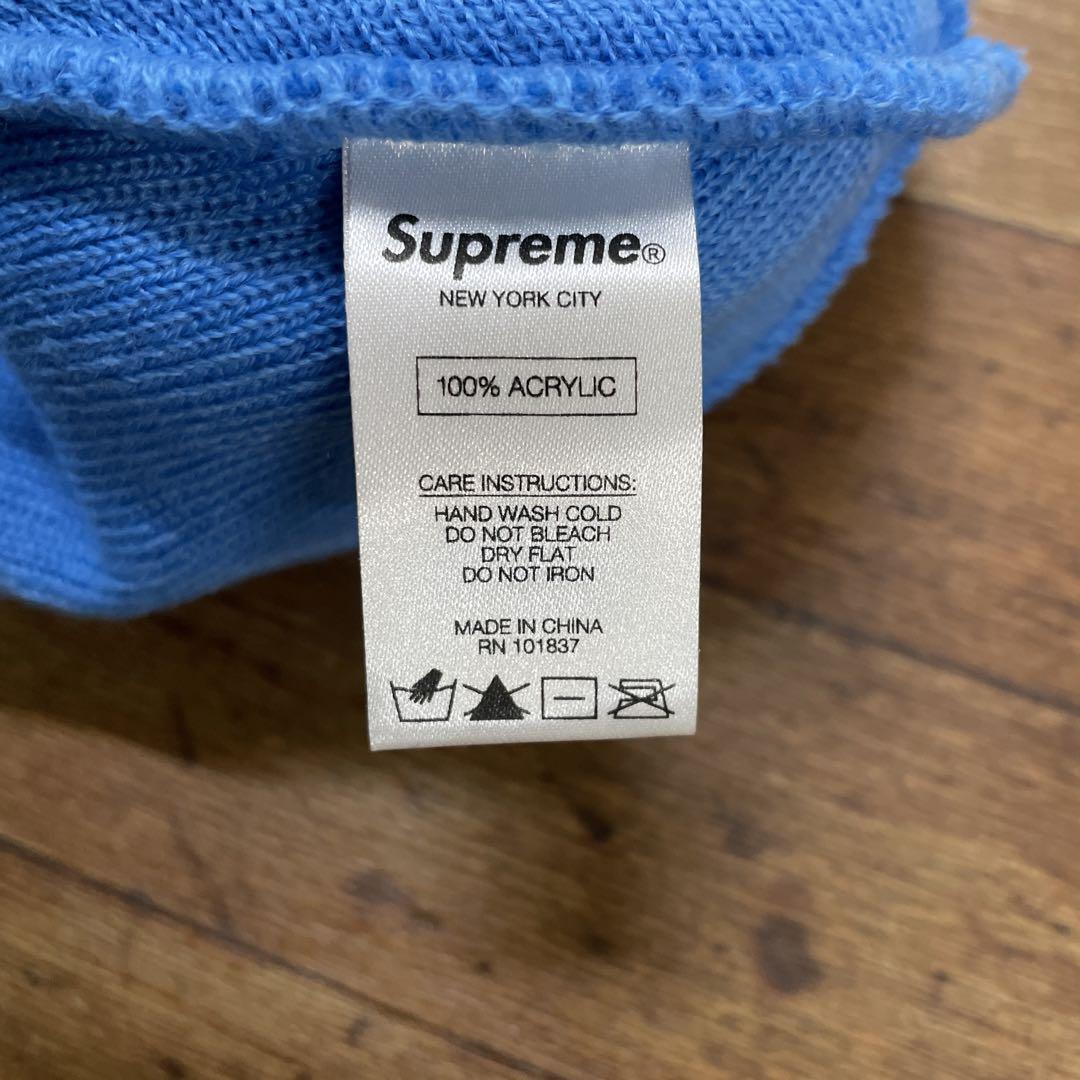 Supreme®
NEW YORK CITY
100% ACRYLIC
CARE INSTRUCTIONS:
HAND WASH COLD
DO NOT BLEACH
DRY FLAT
DO NOT IRON
MADE IN CHINA
RN 101837